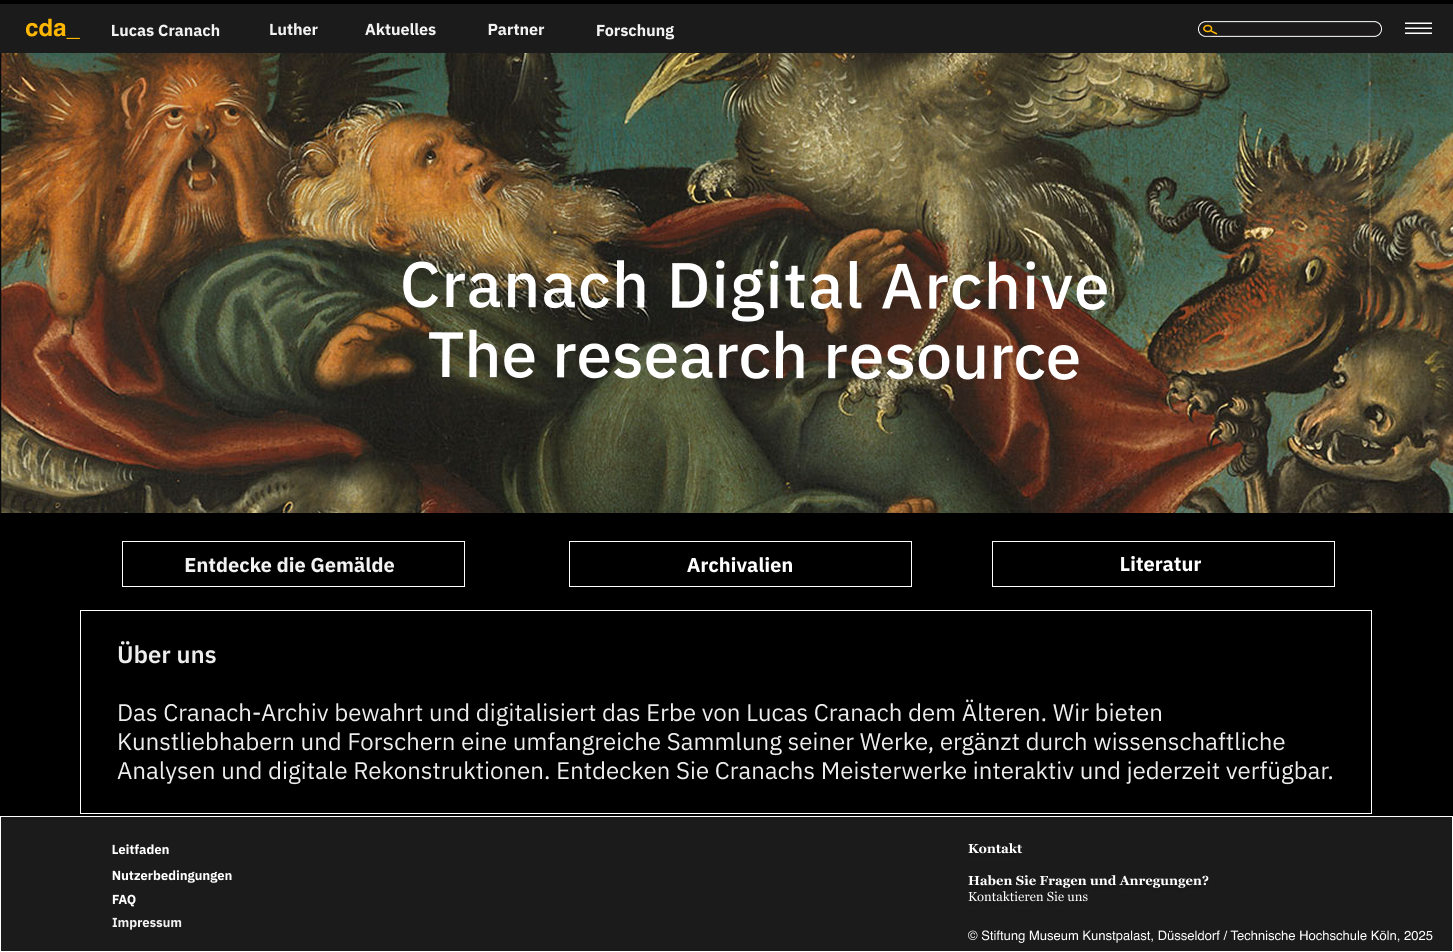 cda_
Lucas Cranach
Luther
Aktuelles
Partner
Forschung
Cranach Digital Archive
The research resource
Entdecke die Gemälde
Archivalien
Literatur
Über uns
Das Cranach-Archiv bewahrt und digitalisiert das Erbe von Lucas Cranach dem Älteren. Wir bieten
Kunstliebhabern und Forschern eine umfangreiche Sammlung seiner Werke, ergänzt durch wissenschaftliche
Analysen und digitale Rekonstruktionen. Entdecken Sie Cranachs Meisterwerke interaktiv und jederzeit verfügbar.
Leitfaden
Nutzerbedingungen
FAQ
Impressum
Kontakt
Haben Sie Fragen und Anregungen?
Kontaktieren Sie uns
© Stiftung Museum Kunstpalast, Düsseldorf / Technische Hochschule Köln, 2025